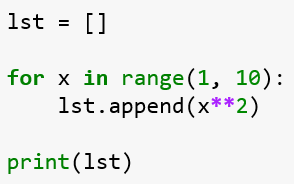 lst = []

for x in range(1, 10):
    lst.append(x**2)

print(lst)